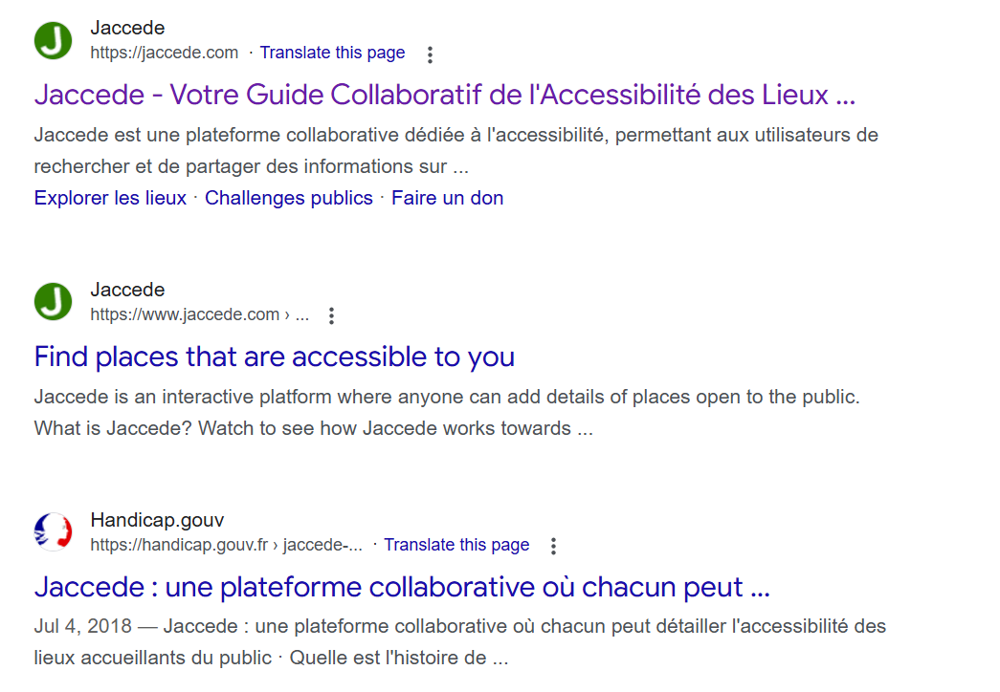 Jaccede
https://jaccede.com · Translate this page
Jaccede - Votre Guide Collaboratif de l'Accessibilité des Lieux ...
Jaccede est une plateforme collaborative dédiée à l'accessibilité, permettant aux utilisateurs de
rechercher et de partager des informations sur ...
Explorer les lieux · Challenges publics · Faire un don
Jaccede
https://www.jaccede.com › ...
Find places that are accessible to you
Jaccede is an interactive platform where anyone can add details of places open to the public.
What is Jaccede? Watch to see how Jaccede works towards ...
Handicap.gouv
https://handicap.gouv.fr › jaccede-... · Translate this page
Jaccede : une plateforme collaborative où chacun peut ...
Jul 4, 2018 — Jaccede : une plateforme collaborative où chacun peut détailler l'accessibilité des
lieux accueillants du public · Quelle est l'histoire de ...